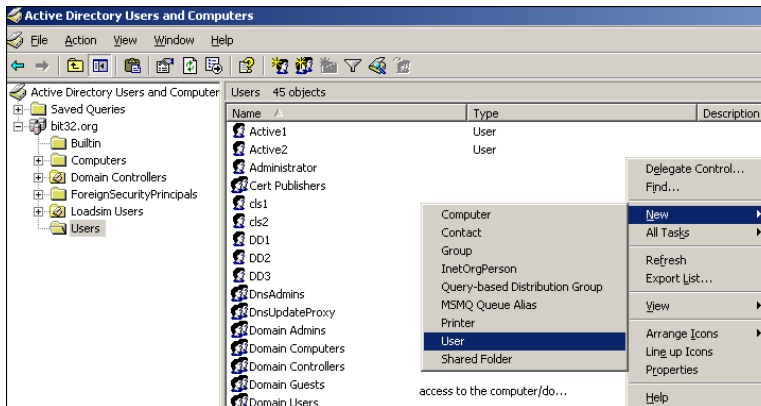 Active Directory Users and Computers
File Action View Window Help
Active Directory Users and Computer
Saved Queries
bit32.org
Builtin
Computers
Domain Controllers
ForeignSecurityPrincipals
Loadsim Users
Users
Users 45 objects
Name Type Description
Active1 User
Active2 User
Administrator
Cert Publishers
cls1
cls2
DD1
DD2
DD3
DnsAdmins
DnsUpdateProxy
Domain Admins
Domain Computers
Domain Controllers
Domain Guests
Domain Users
access to the computer/do...
Delegate Control...
Find...
New
All Tasks
Refresh
Export List...
View
Arrange Icons
Line up Icons
Properties
Help
Computer
Contact
Group
InetOrgPerson
Query-based Distribution Group
MSMQ Queue Alias
Printer
User
Shared Folder